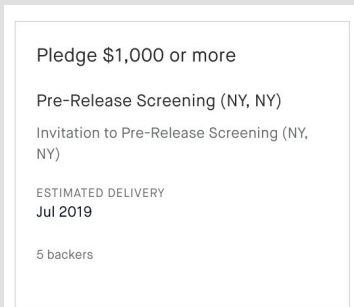 Pledge $1,000 or more
Pre-Release Screening (NY, NY)
Invitation to Pre-Release Screening (NY,
NY)
ESTIMATED DELIVERY
Jul 2019
5 backers